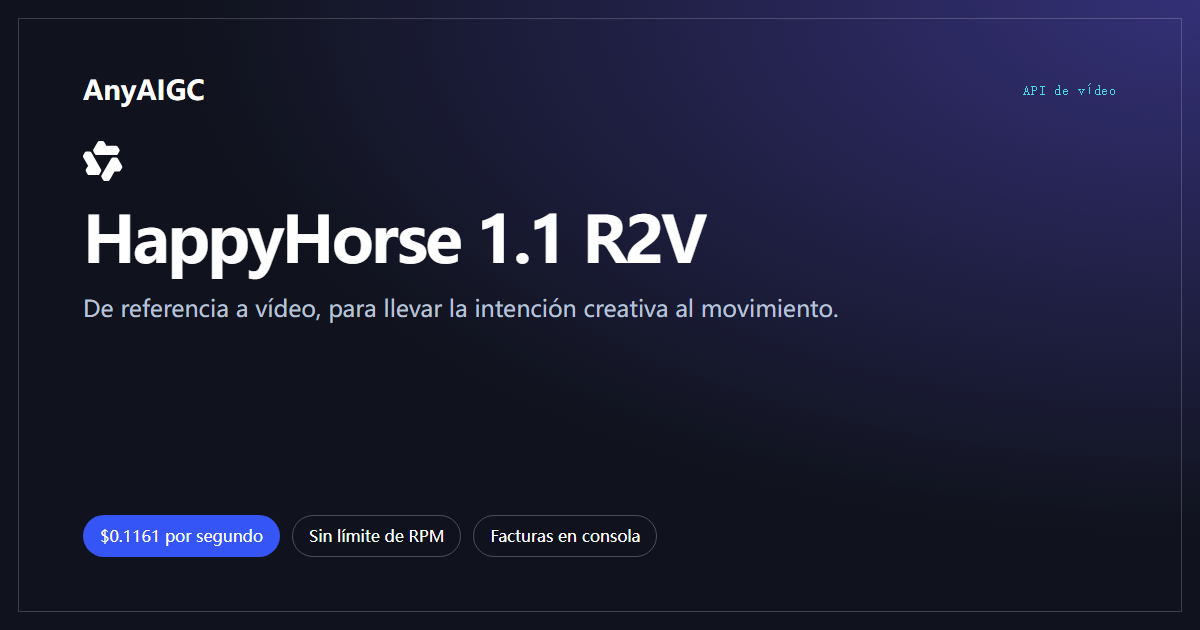 AnyAIGC
API de vídeo
HappyHorse 1.1 R2V
De referencia a vídeo, para llevar la intención creativa al movimiento.
$0.1161 por segundo
Sin límite de RPM
Facturas en consola